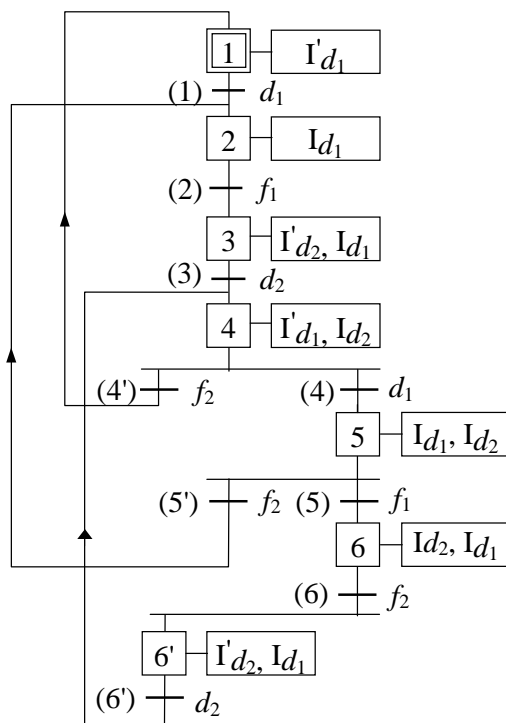 1 I'd₁
(1) d₁
2 Id₁
(2) f₁
3 I'd₂, Id₁
(3) d₂
4 I'd₁, Id₂
(4') f₂ (4) d₁
5 Id₁, Id₂
(5') f₂ (5) f₁
6 Id₂, Id₁
(6) f₂
6' I'd₂, Id₁
(6') d₂